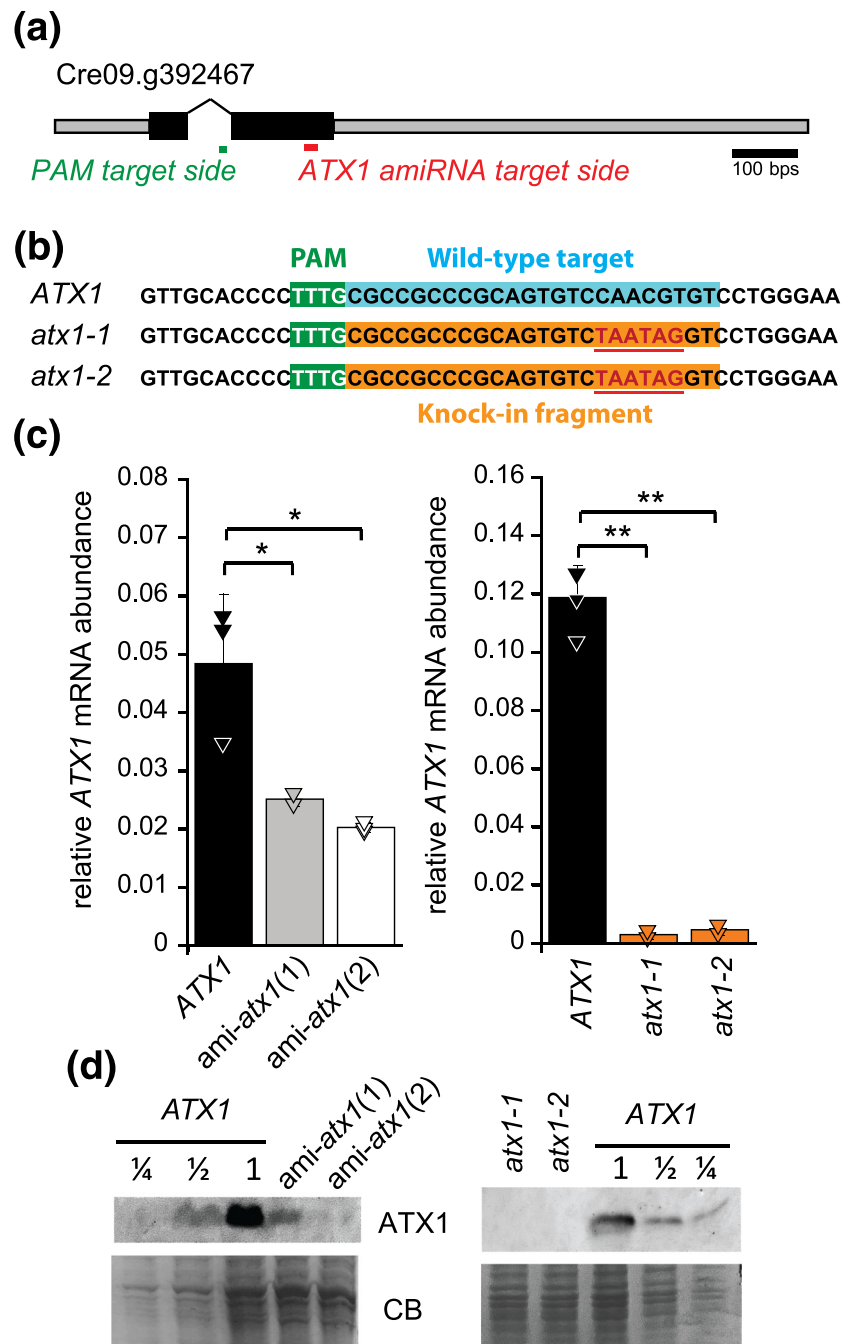 (a)
Cre09.g392467
PAM target side
ATX1 amiRNA target side
100 bps
(b)
PAM
Wild-type target
ATX1
GTTGCACCCCTTTGCGCCGCCCGCAGTGTCCAACGTGTCCTGGGAA
atx1-1
GTTGCACCCCTTTGCGCCGCCCGCAGTGTCTAATAGGTCCTGGGAA
atx1-2
GTTGCACCCCTTTGCGCCGCCCGCAGTGTCTAATAGGTCCTGGGAA
Knock-in fragment
(c)
relative ATX1 mRNA abundance
0.08
0.07
0.06
0.05
0.04
0.03
0.02
0.01
0
*
*
ATX1
ami-atx1(1)
ami-atx1(2)
relative ATX1 mRNA abundance
0.16
0.14
0.12
0.10
0.08
0.06
0.04
0.02
0
**
**
ATX1
atx1-1
atx1-2
(d)
ATX1
¼ ½ 1
ami-atx1(1)
ami-atx1(2)
atx1-1
atx1-2
ATX1
1 ½ ¼
ATX1
CB